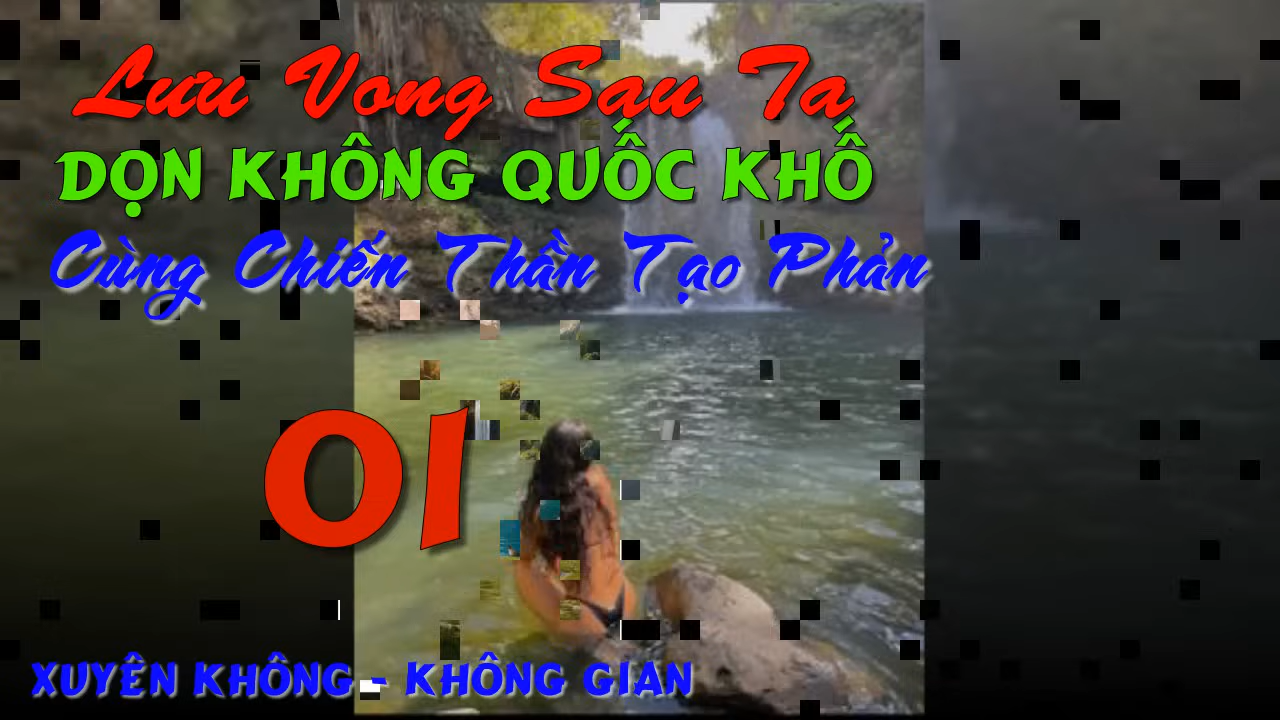 Lưu Vong Sau Ta
DỌN KHÔNG QUỐC KHỐ
Cùng Chiến Thần Tạo Phản
01
XUYÊN KHÔNG - KHÔNG GIAN